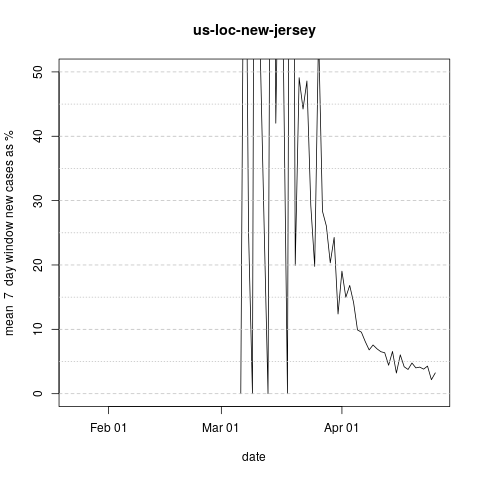 us-loc-new-jersey
mean  7  day window new cases as %
50
40
30
20
10
0
Feb 01
Mar 01
Apr 01
date